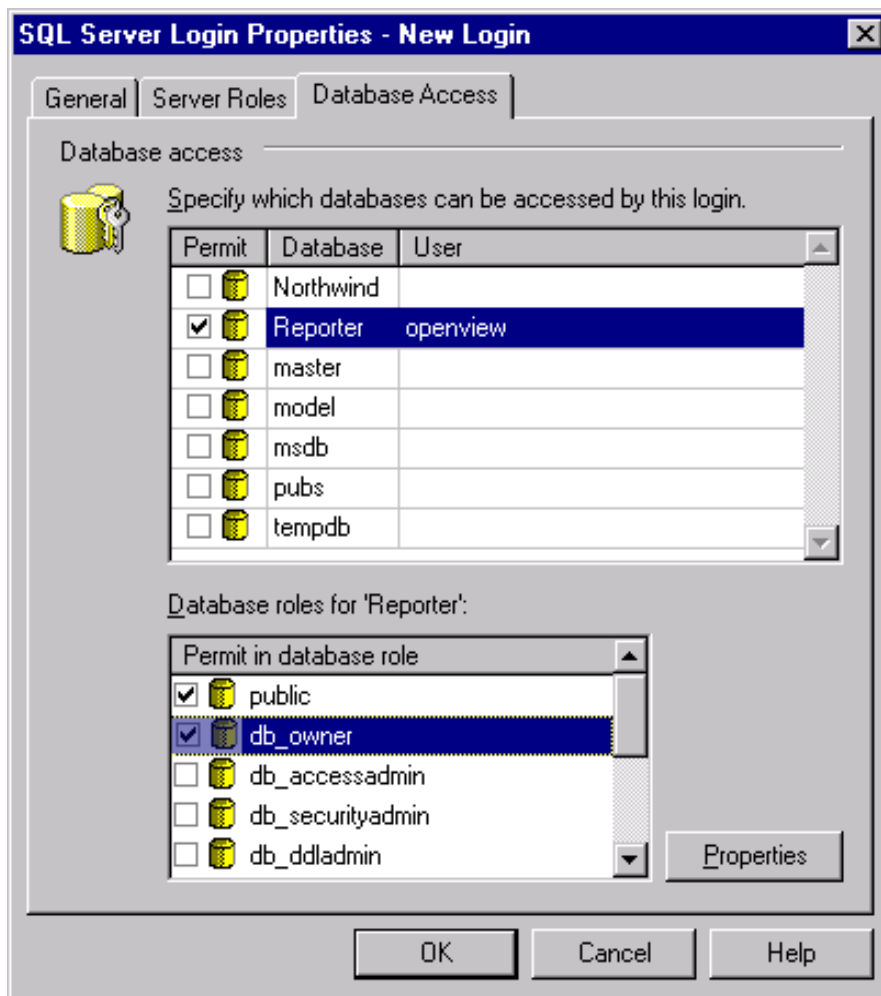 SQL Server Login Properties - New Login
General Server Roles Database Access
Database access
Specify which databases can be accessed by this login.
Permit Database User
Northwind
Reporter openview
master
model
msdb
pubs
tempdb
Database roles for 'Reporter':
Permit in database role
public
db_owner
db_accessadmin
db_securityadmin
db_ddladmin
Properties
OK Cancel Help